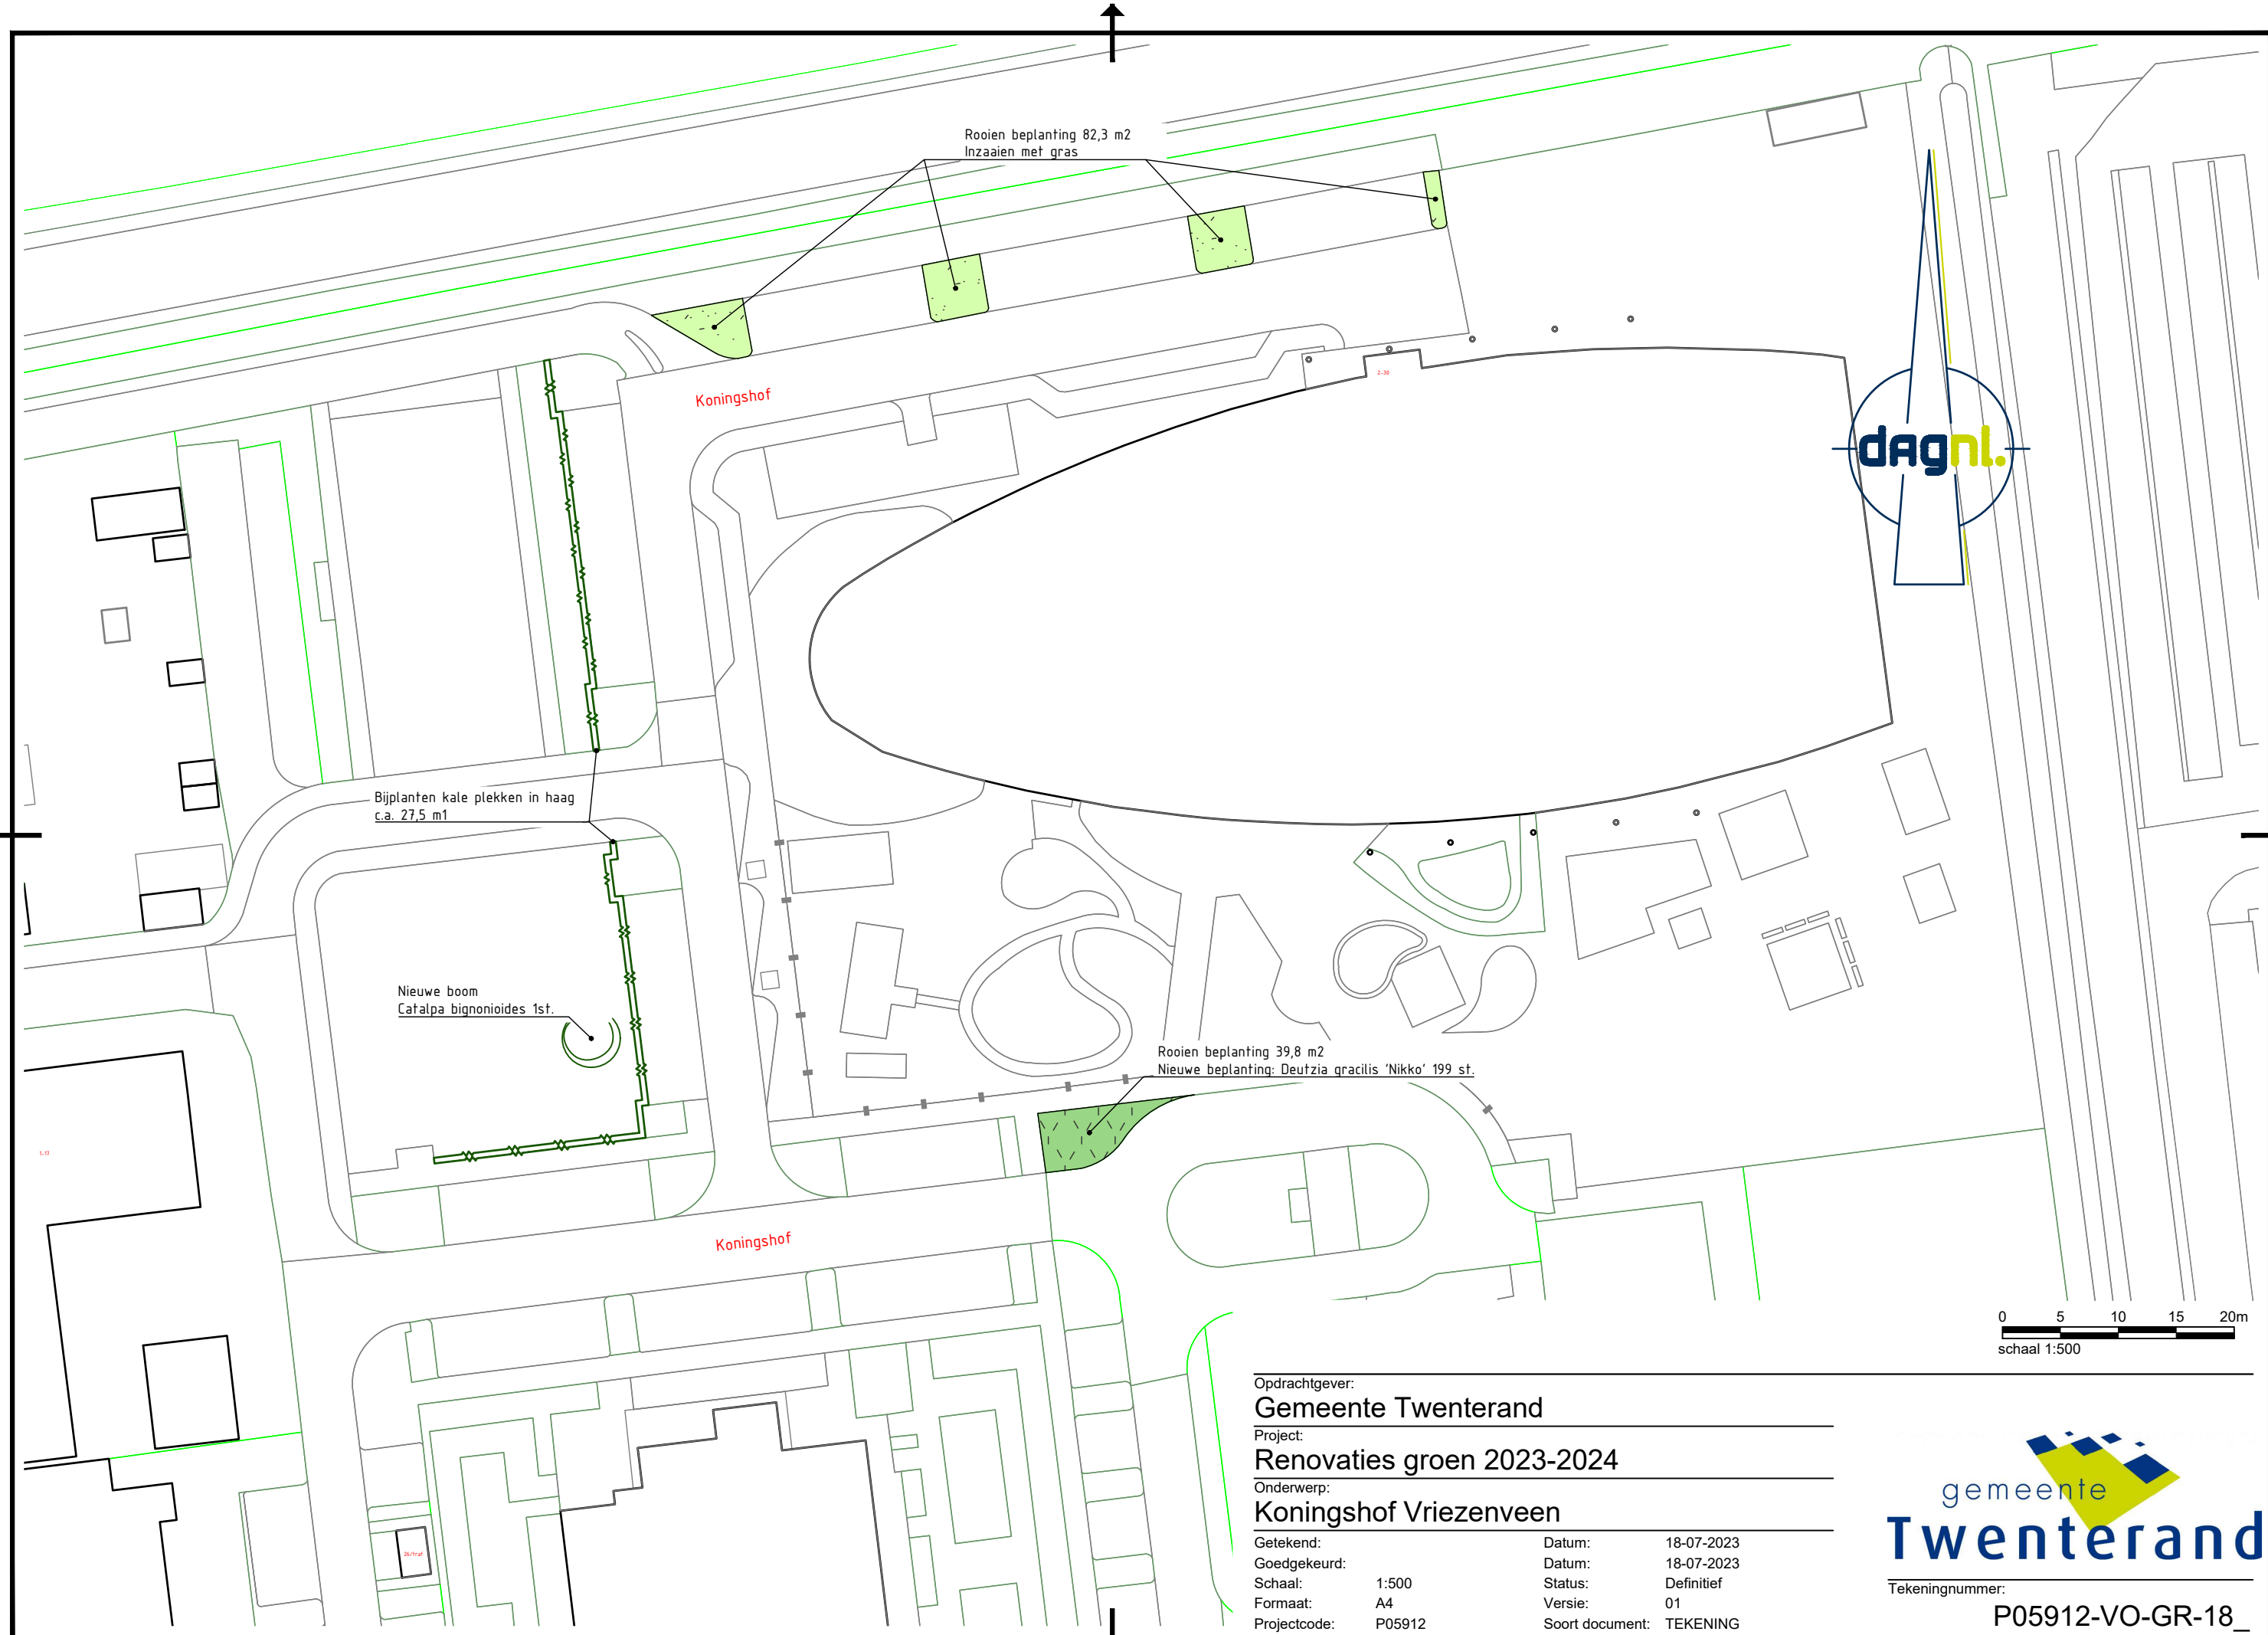 Rooien beplanting 82,3 m2
Inzaaien met gras
Koningshof
2-30
dagnl.
Bijplanten kale plekken in haag
c.a. 27,5 m1
Nieuwe boom
Catalpa bignonioides 1st.
Rooien beplanting 39,8 m2
Nieuwe beplanting: Deutzia gracilis 'Nikko' 199 st.
Koningshof
0 5 10 15 20m
schaal 1:500
Opdrachtgever:
Gemeente Twenterand
Project:
Renovaties groen 2023-2024
Onderwerp:
Koningshof Vriezenveen
Getekend: Datum: 18-07-2023
Goedgekeurd: Datum: 18-07-2023
Schaal: 1:500 Status: Definitief
Formaat: A4 Versie: 01
Projectcode: P05912 Soort document: TEKENING
gemeente
Twenterand
Tekeningnummer:
P05912-VO-GR-18_